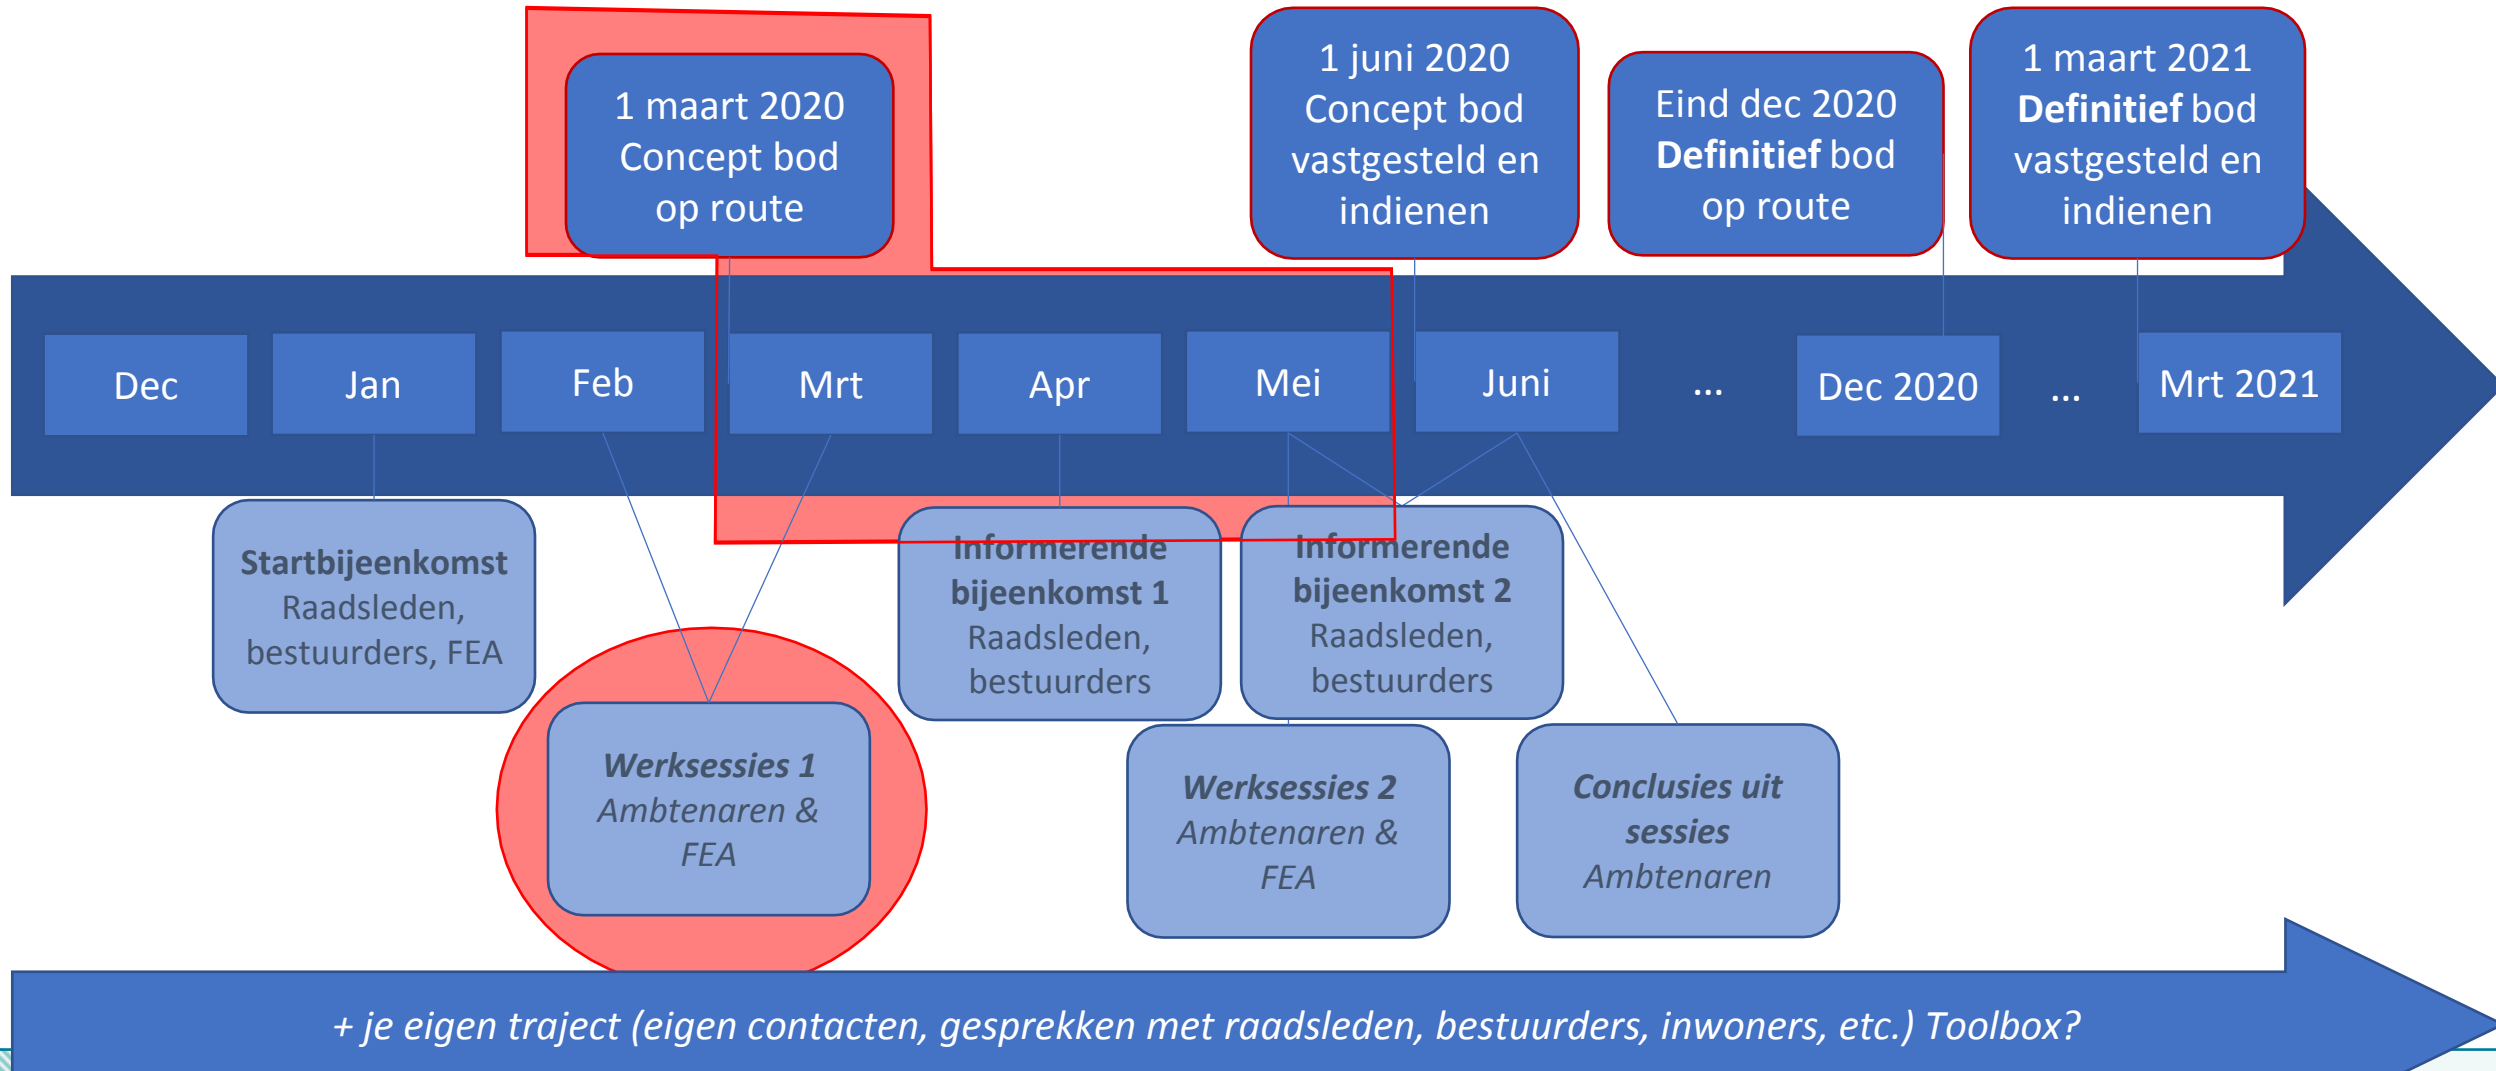 1 maart 2020
Concept bod
op route
1 juni 2020
Concept bod
vastgesteld en
indienen
Eind dec 2020
Definitief bod
op route
1 maart 2021
Definitief bod
vastgesteld en
indienen
Dec
Jan
Feb
Mrt
Apr
Mei
Juni
...
Dec 2020
...
Mrt 2021
Startbijeenkomst
Raadsleden,
bestuurders, FEA
Werksessies 1
Ambtenaren &
FEA
Informerende
bijeenkomst 1
Raadsleden,
bestuurders
Informerende
bijeenkomst 2
Raadsleden,
bestuurders
Werksessies 2
Ambtenaren &
FEA
Conclusies uit
sessies
Ambtenaren
+ je eigen traject (eigen contacten, gesprekken met raadsleden, bestuurders, inwoners, etc.) Toolbox?